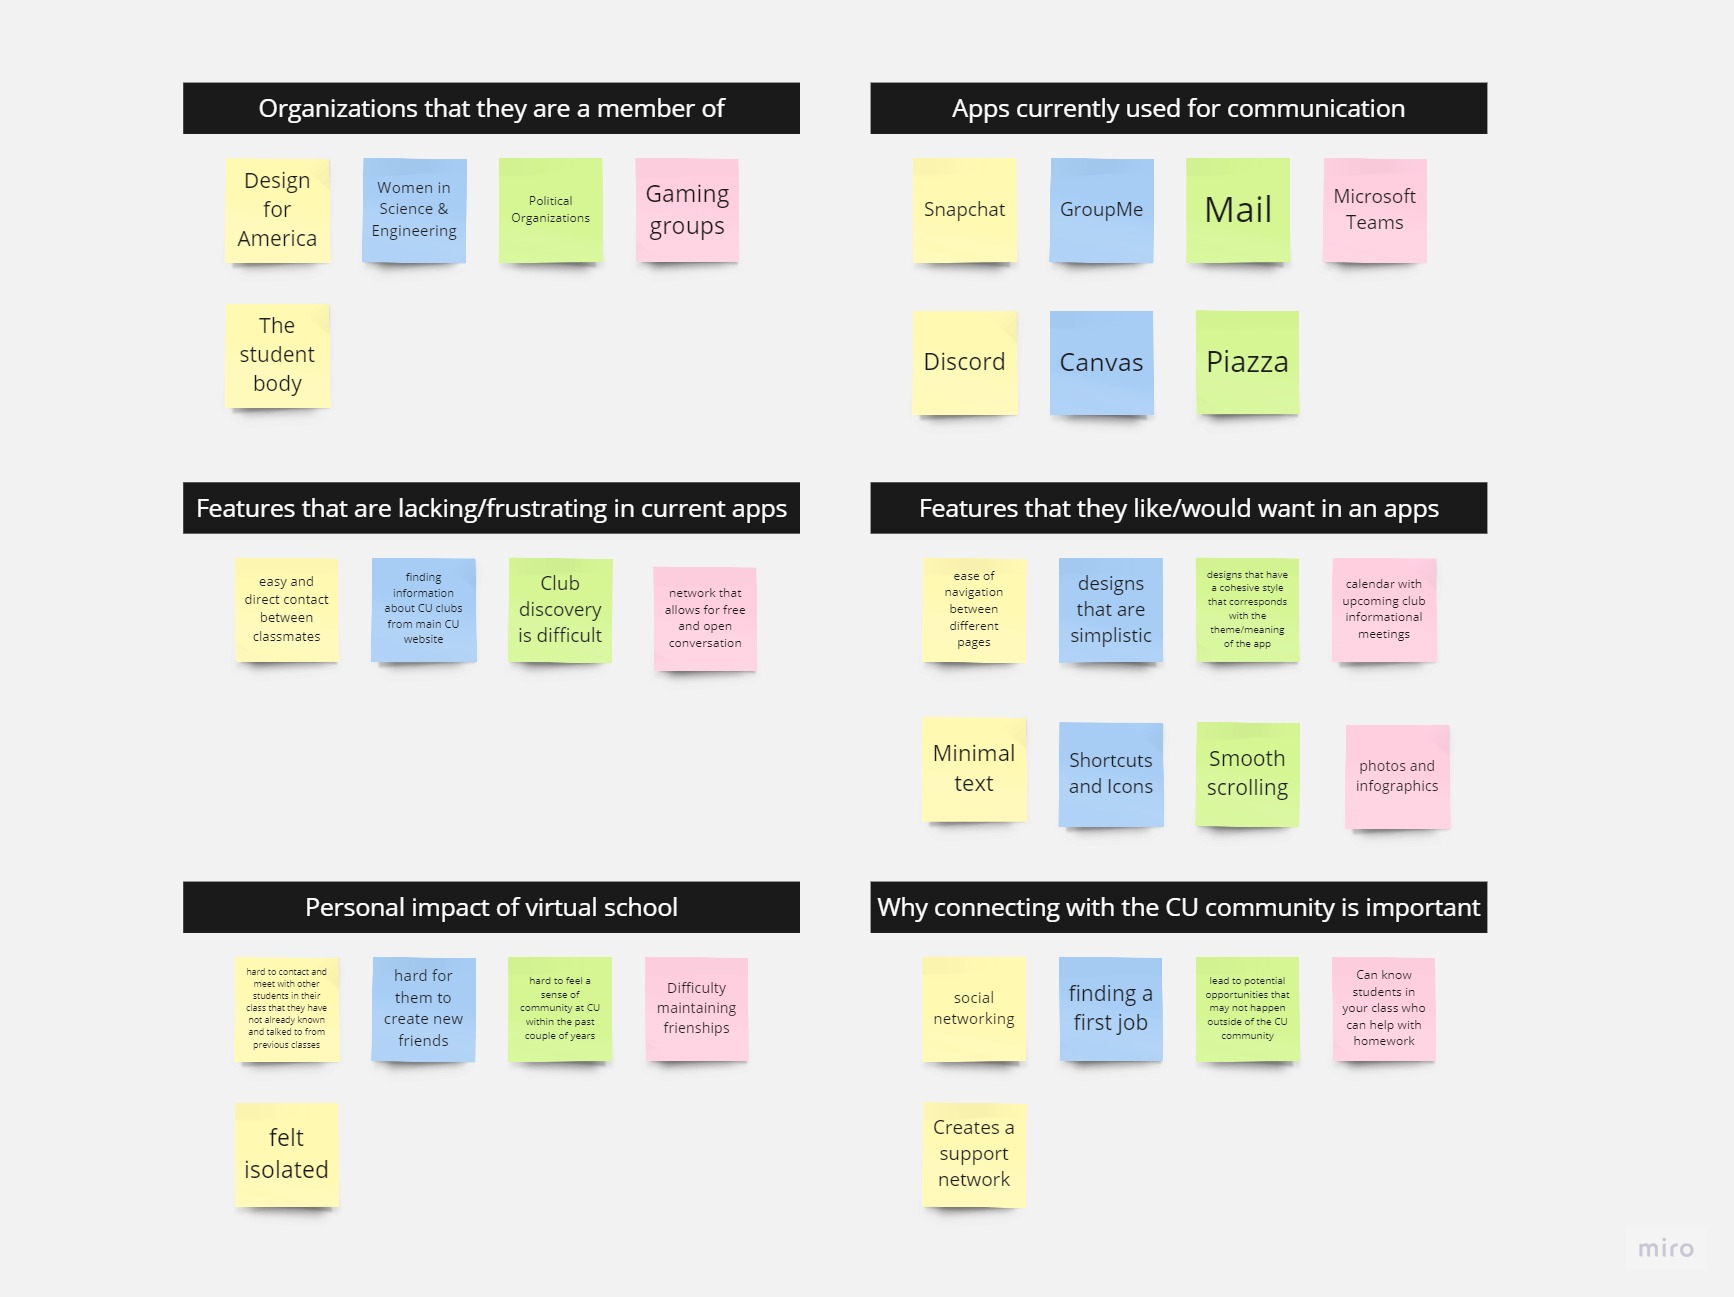 Organizations that they are a member of
Design
for
America
Women in
Science &
Engineering
Political
Organizations
Gaming
groups
The
student
body
Apps currently used for communication
Snapchat
GroupMe
Mail
Microsoft
Teams
Discord
Canvas
Piazza
Features that are lacking/frustrating in current apps
easy and
direct contact
between
classmates
finding
information
about CU clubs
from main CU
website
Club
discovery
is difficult
network that
allows for free
and open
conversation
Features that they like/would want in an apps
ease of
navigation
between
different
pages
designs
that are
simplistic
designs that have
a cohesive style
that corresponds
with the
theme/meaning
of the app
calendar with
upcoming club
informational
meetings
Minimal
text
Shortcuts
and Icons
Smooth
scrolling
photos and
infographics
Personal impact of virtual school
hard to contact and
meet with other
students in their
class that they have
not already known
and talked to from
previous classes
hard for
them to
create new
friends
hard to feel a
sense of
community at CU
within the past
couple of years
Difficulty
maintaining
frienships
felt
isolated
Why connecting with the CU community is important
social
networking
finding a
first job
lead to potential
opportunities that
may not happen
outside of the CU
community
Can know
students in
your class who
can help with
homework
Creates a
support
network
miro